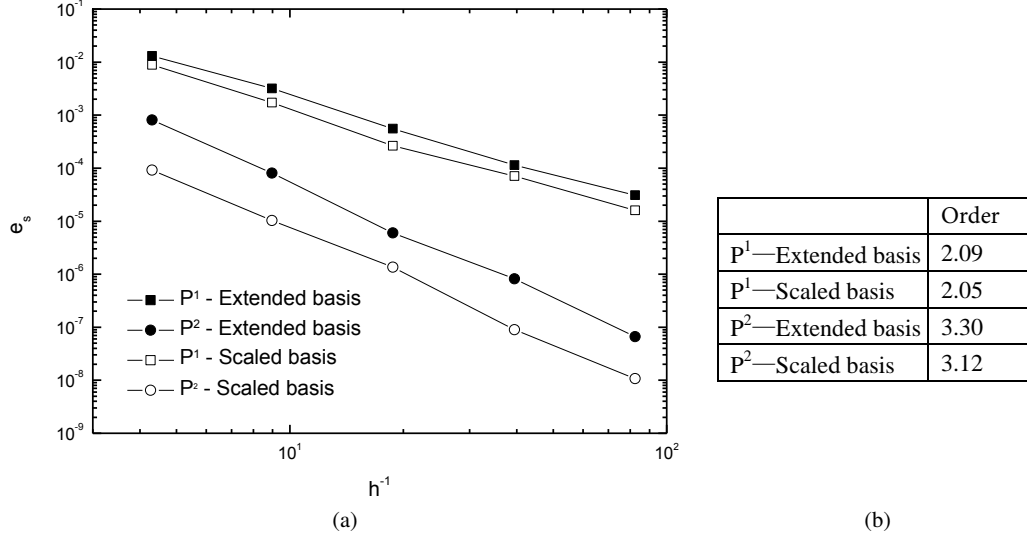 10⁻¹
10⁻²
10⁻³
10⁻⁴
10⁻⁵
10⁻⁶
10⁻⁷
10⁻⁸
10⁻⁹
eₛ
P¹ - Extended basis
P² - Extended basis
P¹ - Scaled basis
P² - Scaled basis
10¹
10²
h⁻¹
(a)
Order
P¹—Extended basis 2.09
P¹—Scaled basis 2.05
P²—Extended basis 3.30
P²—Scaled basis 3.12
(b)